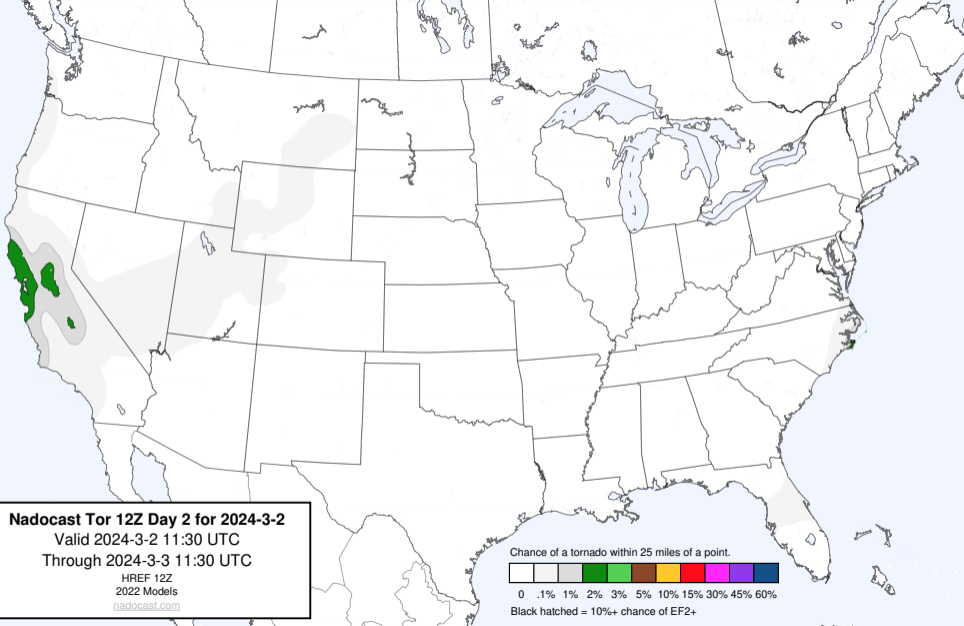 Nadocast Tor 12Z Day 2 for 2024-3-2
Valid 2024-3-2 11:30 UTC
Through 2024-3-3 11:30 UTC
HREF 12Z
2022 Models
nadocast.com
Chance of a tornado within 25 miles of a point.
0 .1% 1% 2% 3% 5% 10% 15% 30% 45% 60%
Black hatched = 10%+ chance of EF2+